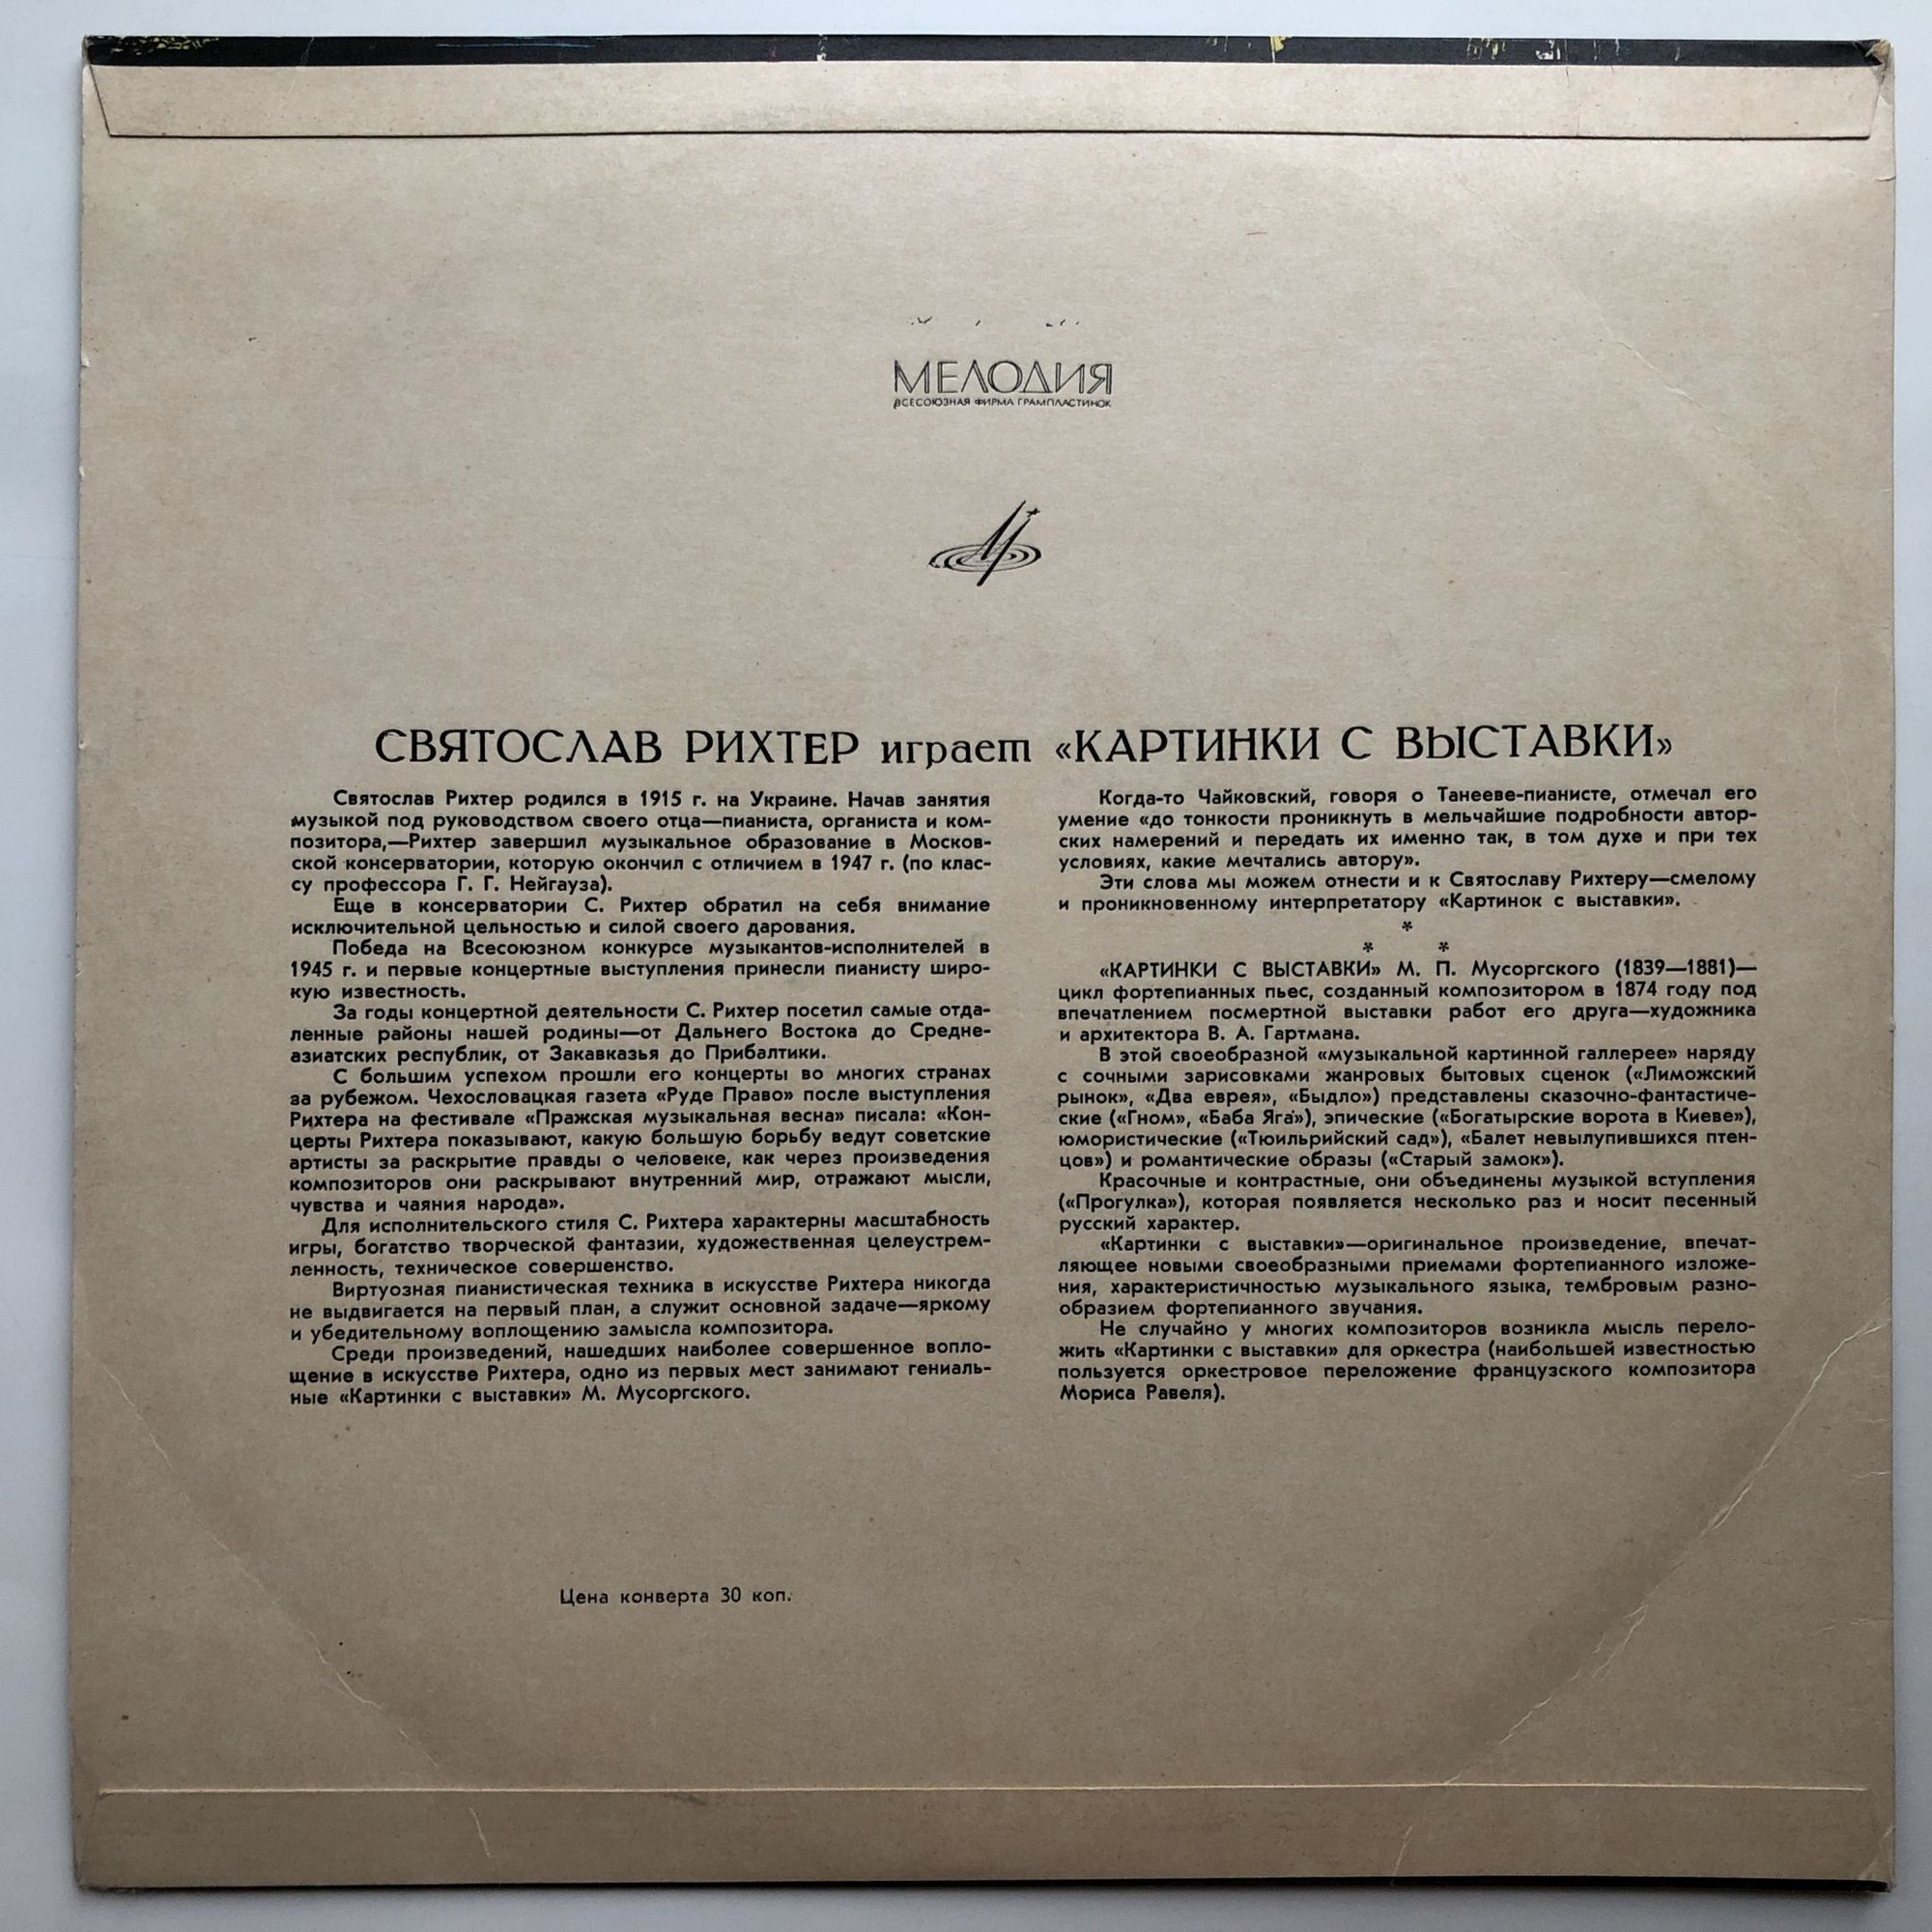 МЕЛОДИЯ
ВСЕСОЮЗНАЯ ФИРМА ГРАМПЛАСТИНОК
СВЯТОСЛАВ РИХТЕР играет «КАРТИНКИ С ВЫСТАВКИ»
Святослав Рихтер родился в 1915 г. на Украине. Начав занятия
музыкой под руководством своего отца—пианиста, органиста и ком-
позитора,—Рихтер завершил музыкальное образование в Москов-
ской консерватории, которую окончил с отличием в 1947 г. (по клас-
су профессора Г. Г. Нейгауза).
Еще в консерватории С. Рихтер обратил на себя внимание
исключительной цельностью и силой своего дарования.
Победа на Всесоюзном конкурсе музыкантов-исполнителей в
1945 г. и первые концертные выступления принесли пианисту широ-
кую известность.
За годы концертной деятельности С. Рихтер посетил самые отда-
ленные районы нашей родины—от Дальнего Востока до Средне-
азиатских республик, от Закавказья до Прибалтики.
С большим успехом прошли его концерты во многих странах
за рубежом. Чехословацкая газета «Руде Право» после выступления
Рихтера на фестивале «Пражская музыкальная весна» писала: «Кон-
церты Рихтера показывают, какую большую борьбу ведут советские
артисты за раскрытие правды о человеке, как через произведения
композиторов они раскрывают внутренний мир, отражают мысли,
чувства и чаяния народа».
Для исполнительского стиля С. Рихтера характерны масштабность
игры, богатство творческой фантазии, художественная целеустрем-
ленность, техническое совершенство.
Виртуозная пианистическая техника в искусстве Рихтера никогда
не выдвигается на первый план, а служит основной задаче—яркому
и убедительному воплощению замысла композитора.
Среди произведений, нашедших наиболее совершенное вопло-
щение в искусстве Рихтера, одно из первых мест занимают гениаль-
ные «Картинки с выставки» М. Мусоргского.
Когда-то Чайковский, говоря о Танееве-пианисте, отмечал его
умение «до тонкости проникнуть в мельчайшие подробности автор-
ских намерений и передать их именно так, в том духе и при тех
условиях, какие мечтались автору».
Эти слова мы можем отнести и к Святославу Рихтеру—смелому
и проникновенному интерпретатору «Картинок с выставки».
*
* *
«КАРТИНКИ С ВЫСТАВКИ» М. П. Мусоргского (1839—1881)—
цикл фортепианных пьес, созданный композитором в 1874 году под
впечатлением посмертной выставки работ его друга—художника
и архитектора В. А. Гартмана.
В этой своеобразной «музыкальной картинной галлерее» наряду
с сочными зарисовками жанровых бытовых сценок («Лиможский
рынок», «Два еврея», «Быдло») представлены сказочно-фантастиче-
ские («Гном», «Баба Яга»), эпические («Богатырские ворота в Киеве»),
юмористические («Тюильрийский сад»), «Балет невылупившихся птен-
цов») и романтические образы («Старый замок»).
Красочные и контрастные, они объединены музыкой вступления
(«Прогулка»), которая появляется несколько раз и носит песенный
русский характер.
«Картинки с выставки»—оригинальное произведение, впечат-
ляющее новыми своеобразными приемами фортепианного изложе-
ния, характеристичностью музыкального языка, тембровым разно-
образием фортепианного звучания.
Не случайно у многих композиторов возникла мысль перело-
жить «Картинки с выставки» для оркестра (наибольшей известностью
пользуется оркестровое переложение французского композитора
Мориса Равеля).
Цена конверта 30 коп.